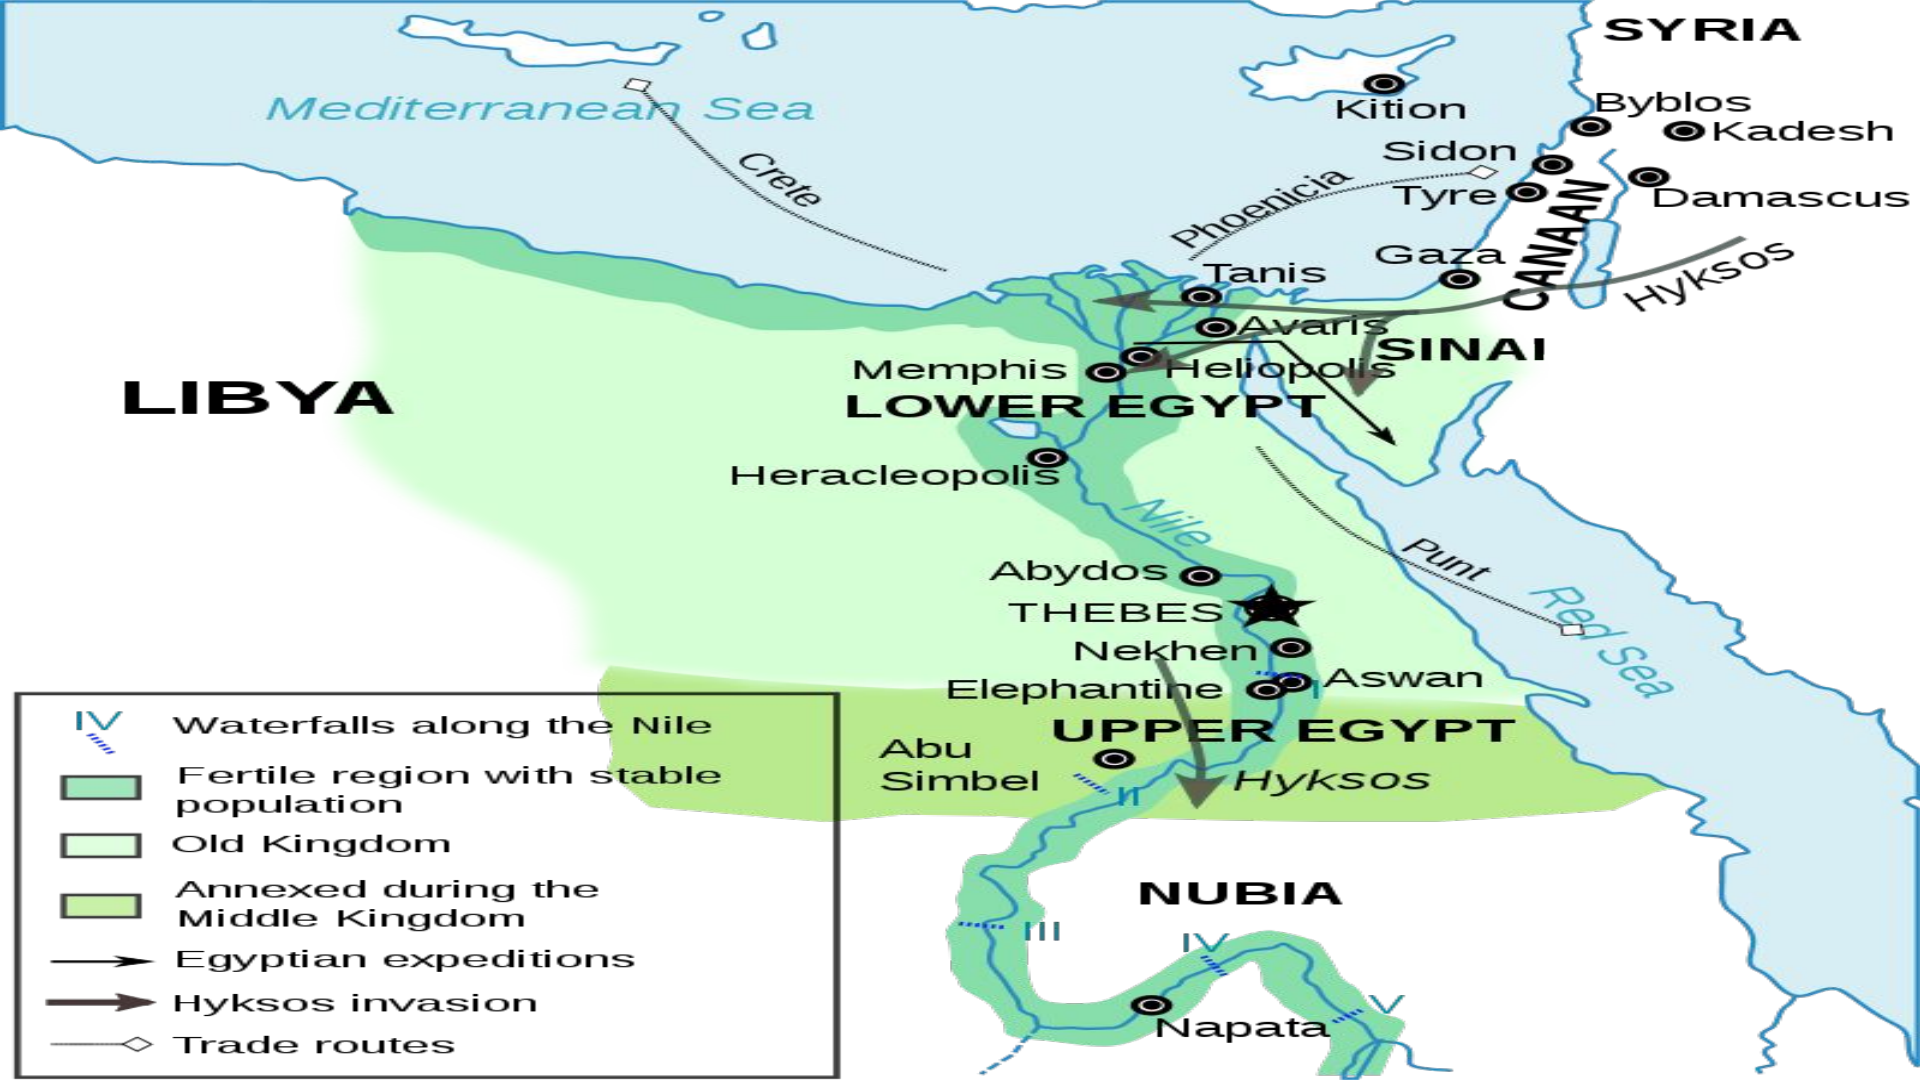 SYRIA
Mediterranean Sea
Kition
Byblos
Kadesh
Sidon
Crete
Phoenicia
Tyre
CANAAN
Damascus
Gaza
Hyksos
Tanis
Avaris
SINAI
Memphis
Heliopolis
LIBYA
LOWER EGYPT
Heracleopolis
Nile
Punt
Abydos
THEBES
Red Sea
Nekhen
Aswan
Elephantine
I
UPPER EGYPT
Abu
Simbel
Hyksos
II
NUBIA
III
IV
V
Napata
IV
Waterfalls along the Nile
Fertile region with stable
population
Old Kingdom
Annexed during the
Middle Kingdom
Egyptian expeditions
Hyksos invasion
Trade routes